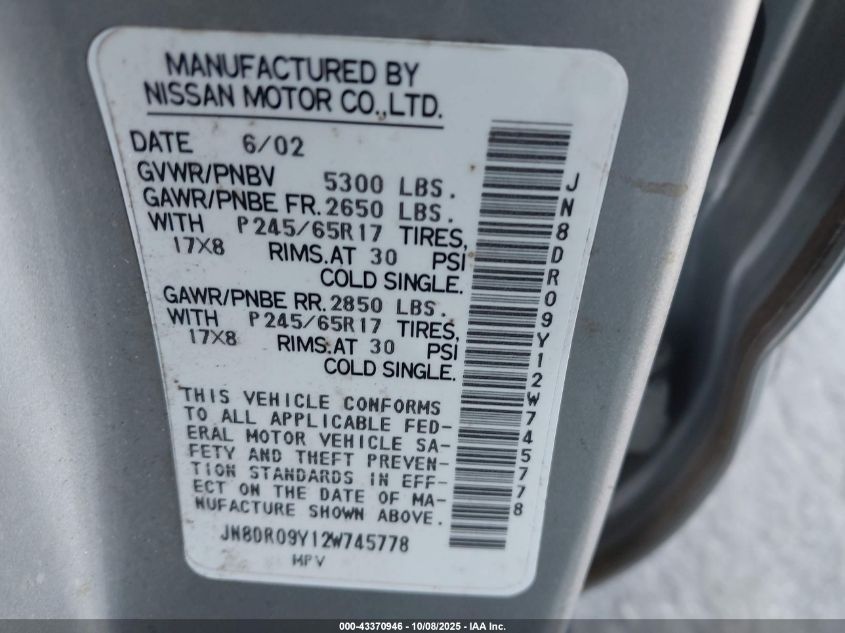 MANUFACTURED BY
NISSAN MOTOR CO.,LTD.
DATE 6/02
GVWR/PNBV 5300 LBS.
GAWR/PNBE FR. 2650 LBS.
WITH P245/65R17 TIRES,
17X8 RIMS.AT 30 PSI
COLD SINGLE.
GAWR/PNBE RR. 2850 LBS.
WITH P245/65R17 TIRES,
17X8 RIMS.AT 30 PSI
COLD SINGLE.
THIS VEHICLE CONFORMS
TO ALL APPLICABLE FED-
ERAL MOTOR VEHICLE SA-
FETY AND THEFT PREVEN-
TION STANDARDS IN EFF-
ECT ON THE DATE OF MA-
NUFACTURE SHOWN ABOVE.
JN8DR09Y12W745778
MPV
JN8DR09Y12W745778
000-43370946 - 10/08/2025 - IAA Inc.